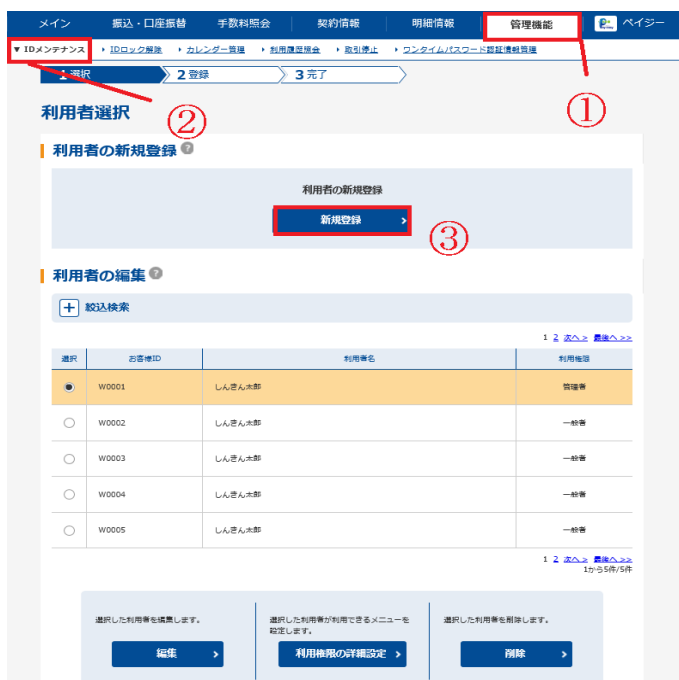 メイン 振込・口座振替 手数料照会 契約情報 明細情報 管理機能 ペイジー
▼ IDメンテナンス IDロック解除 カレンダー管理 利用履歴照会 取引停止 ワンタイムパスワード認証情報管理
1 選択 2 登録 3 完了
①
利用者選択
②
利用者の新規登録 ?
利用者の新規登録
新規登録
③
利用者の編集 ?
+ 絞込検索
1 2 次へ > 最後へ >>
選択 お客様ID 利用者名 利用権限
W0001 しんきん太郎 管理者
W0002 しんきん太郎 一般者
W0003 しんきん太郎 一般者
W0004 しんきん太郎 一般者
W0005 しんきん太郎 一般者
1 2 次へ > 最後へ >>
1から5件/5件
選択した利用者を編集します。 選択した利用者が利用できるメニューを 選択した利用者を削除します。
設定します。
編集 利用権限の詳細設定 削除